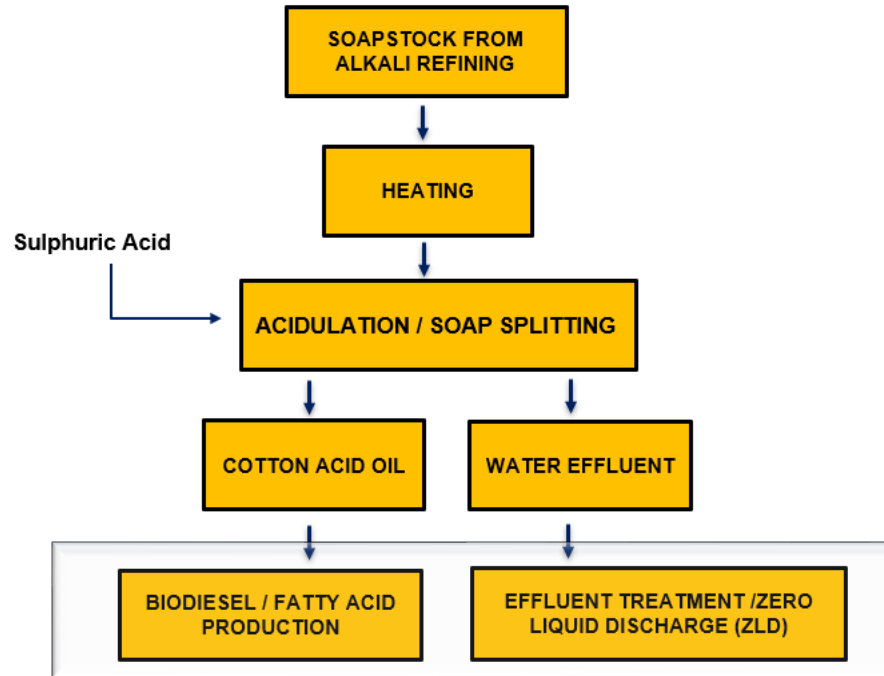 SOAPSTOCK FROM
ALKALI REFINING
HEATING
Sulphuric Acid
ACIDULATION / SOAP SPLITTING
COTTON ACID OIL
WATER EFFLUENT
BIODIESEL / FATTY ACID
PRODUCTION
EFFLUENT TREATMENT /ZERO
LIQUID DISCHARGE (ZLD)